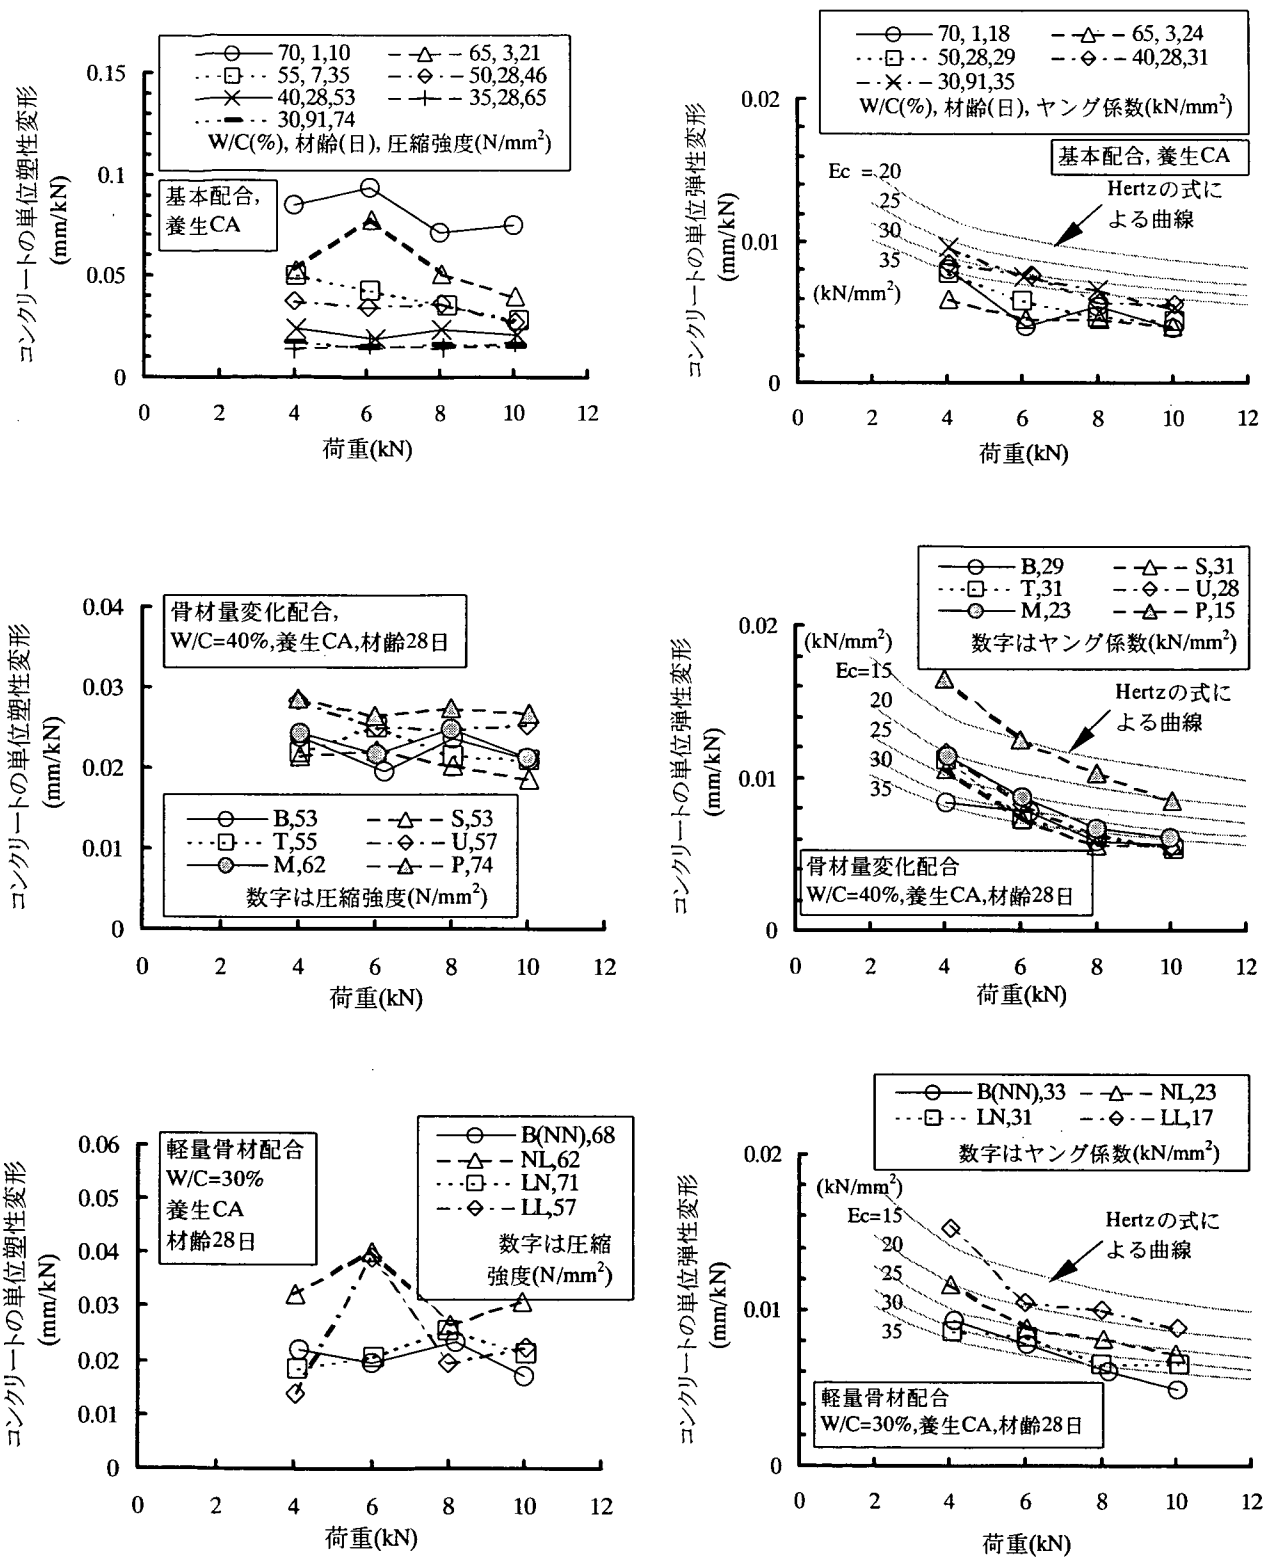 70, 1,10
65, 3,21
55, 7,35
50,28,46
40,28,53
35,28,65
30,91,74
W/C(%), 材齢(日), 圧縮強度(N/mm²)
基本配合,
養生CA
コンクリートの単位塑性変形
(mm/kN)
0.15
0.1
0.05
0
0 2 4 6 8 10 12
荷重(kN)
70, 1,18
65, 3,24
50,28,29
40,28,31
30,91,35
W/C(%), 材齢(日), ヤング係数(kN/mm²)
基本配合, 養生CA
Ec = 20
25
30
35
(kN/mm²)
Hertzの式に
よる曲線
コンクリートの単位弾性変形
(mm/kN)
0.02
0.01
0
0 2 4 6 8 10 12
荷重(kN)
骨材量変化配合,
W/C=40%,養生CA,材齢28日
コンクリートの単位塑性変形
(mm/kN)
0.04
0.03
0.02
0.01
0
B,53
S,53
T,55
U,57
M,62
P,74
数字は圧縮強度(N/mm²)
0 2 4 6 8 10 12
荷重(kN)
B,29
S,31
T,31
U,28
M,23
P,15
数字はヤング係数(kN/mm²)
(kN/mm²)
Ec=15
20
25
30
35
Hertzの式に
よる曲線
コンクリートの単位弾性変形
(mm/kN)
0.02
0.01
0
骨材量変化配合
W/C=40%,養生CA,材齢28日
0 2 4 6 8 10 12
荷重(kN)
軽量骨材配合
W/C=30%
養生CA
材齢28日
B(NN),68
NL,62
LN,71
LL,57
数字は圧縮
強度(N/mm²)
コンクリートの単位塑性変形
(mm/kN)
0.06
0.05
0.04
0.03
0.02
0.01
0
0 2 4 6 8 10 12
荷重(kN)
B(NN),33
NL,23
LN,31
LL,17
数字はヤング係数(kN/mm²)
(kN/mm²)
Ec=15
20
25
30
35
Hertzの式に
よる曲線
コンクリートの単位弾性変形
(mm/kN)
0.02
0.01
0
軽量骨材配合
W/C=30%,養生CA,材齢28日
0 2 4 6 8 10 12
荷重(kN)